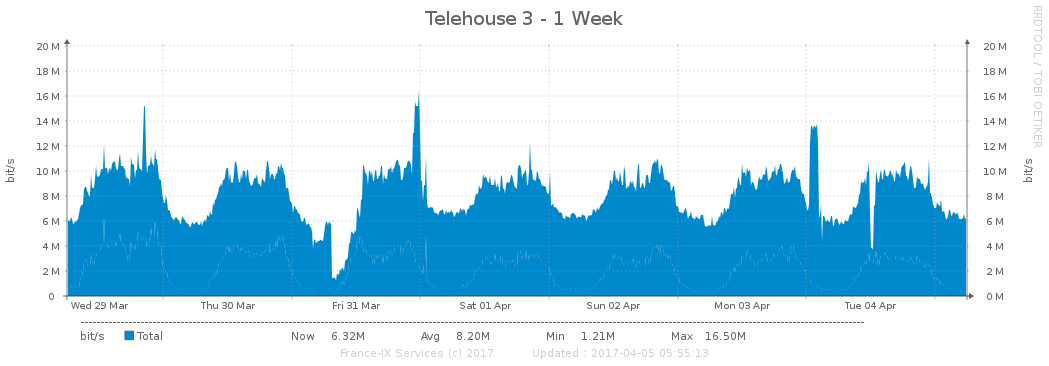 Telehouse 3 - 1 Week
RRDTOOL / TOBI OETIKER
bit/s
bit/s
20 M 20 M
18 M 18 M
16 M 16 M
14 M 14 M
12 M 12 M
10 M 10 M
8 M 8 M
6 M 6 M
4 M 4 M
2 M 2 M
0 0 M
Wed 29 Mar Thu 30 Mar Fri 31 Mar Sat 01 Apr Sun 02 Apr Mon 03 Apr Tue 04 Apr
bit/s Total Now 6.32M Avg 8.20M Min 1.21M Max 16.50M
France-IX Services (c) 2017 Updated : 2017-04-05 05:55:13